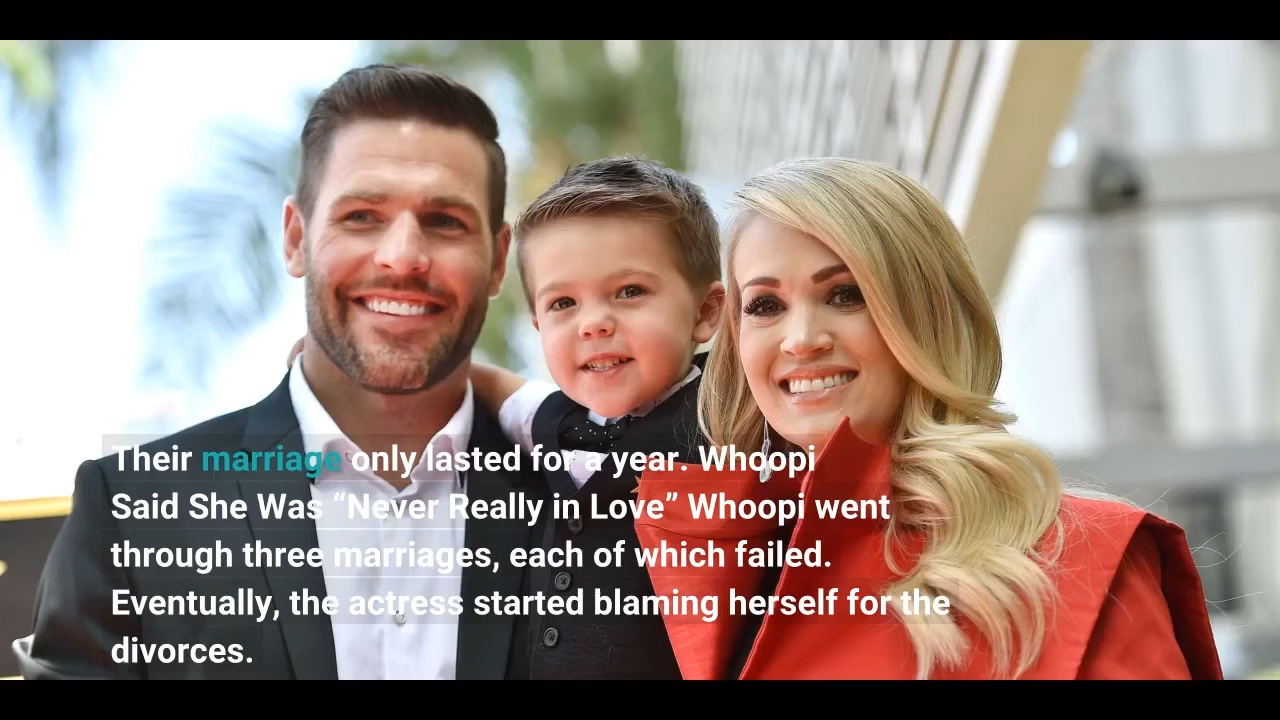 Their marriage only lasted for a year. Whoopi
Said She Was “Never Really in Love” Whoopi went
through three marriages, each of which failed.
Eventually, the actress started blaming herself for the
divorces.